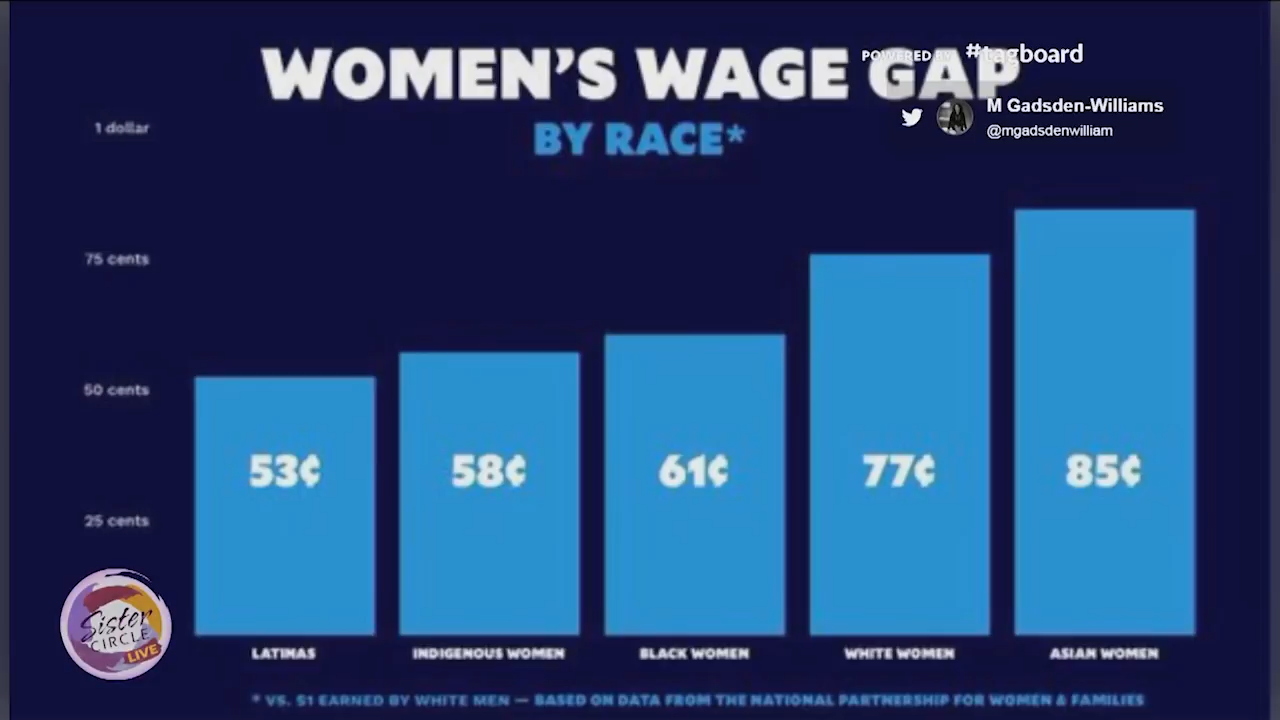 WOMEN'S WAGE GAP
POWERED BY #tagboard
M Gadsden-Williams
@mgadsdenwilliam
BY RACE*
1 dollar
75 cents
50 cents
25 cents
53¢
58¢
61¢
77¢
85¢
LATINAS
INDIGENOUS WOMEN
BLACK WOMEN
WHITE WOMEN
ASIAN WOMEN
Sister
CIRCLE
LIVE
* VS. $1 EARNED BY WHITE MEN — BASED ON DATA FROM THE NATIONAL PARTNERSHIP FOR WOMEN & FAMILIES